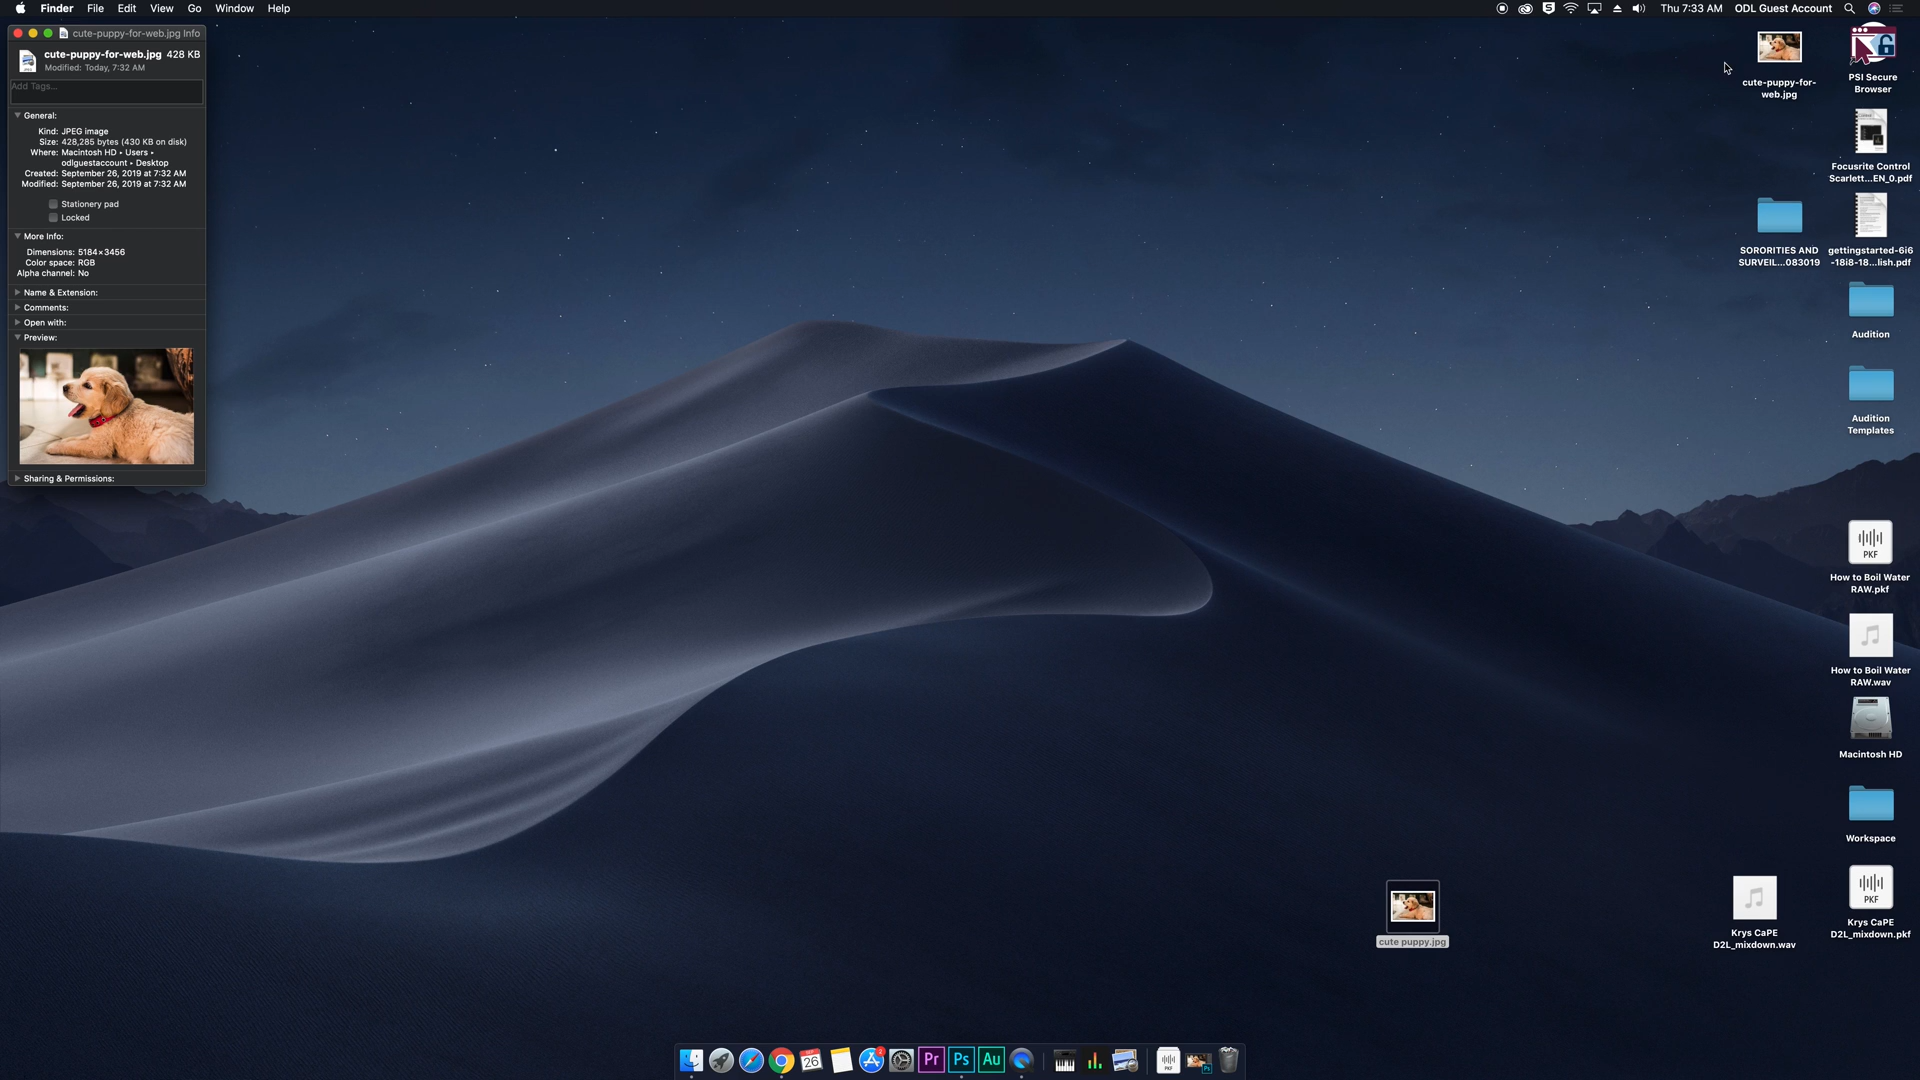 Finder File Edit View Go Window Help
Thu 7:33 AM ODL Guest Account
cute-puppy-for-web.jpg Info
cute-puppy-for-web.jpg 428 KB
Modified: Today, 7:32 AM
Add Tags...
General:
Kind: JPEG image
Size: 428,285 bytes (430 KB on disk)
Where: Macintosh HD ▸ Users ▸
odlguestaccount ▸ Desktop
Created: September 26, 2019 at 7:32 AM
Modified: September 26, 2019 at 7:32 AM
Stationery pad
Locked
More Info:
Dimensions: 5184×3456
Color space: RGB
Alpha channel: No
Name & Extension:
Comments:
Open with:
Preview:
Sharing & Permissions:
cute-puppy-for-
web.jpg
PSI Secure
Browser
Focusrite Control
Scarlett...EN_0.pdf
SORORITIES AND
SURVEIL...083019
gettingstarted-6i6
-18i8-18...lish.pdf
Audition
Audition
Templates
PKF
How to Boil Water
RAW.pkf
How to Boil Water
RAW.wav
Macintosh HD
Workspace
cute puppy.jpg
Krys CaPE
D2L_mixdown.wav
PKF
Krys CaPE
D2L_mixdown.pkf
26
Pr Ps Au
PKF